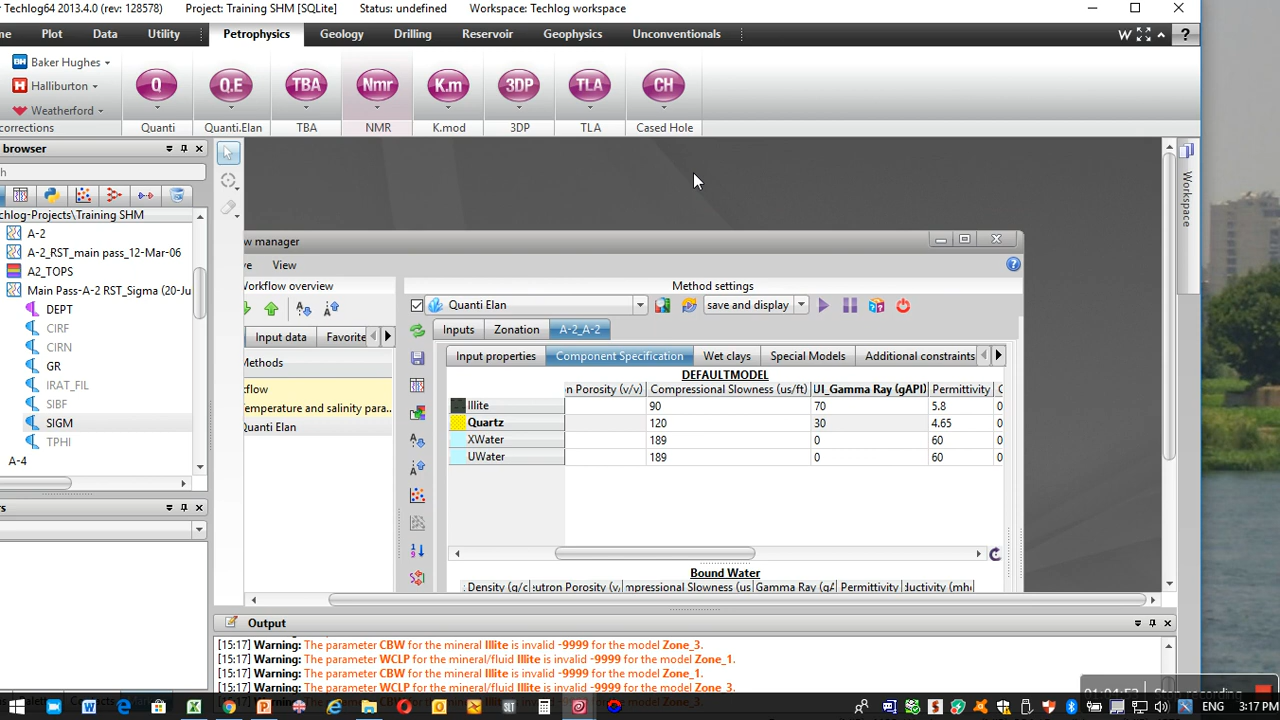 Techlog64 2013.4.0 (rev: 128578) Project: Training SHM [SQLite] Status: undefined Workspace: Techlog workspace
me Plot Data Utility Petrophysics Geology Drilling Reservoir Geophysics Unconventionals W ?
BH Baker Hughes
H Halliburton
Weatherford
Q Q.E TBA Nmr K.m 3DP TLA CH
corrections Quanti Quanti.Elan TBA NMR K.mod 3DP TLA Cased Hole
browser
h
echlog-Projects\Training SHM
A-2
A-2_RST_main pass_12-Mar-06
A2_TOPS
Main Pass-A-2 RST_Sigma (20-Ju
DEPT
CIRF
CIRN
GR
IRAT_FIL
SIBF
SIGM
TPHI
A-4
rs
Workspace
w manager
ve View
Workflow overview
Input data Favorite
Methods
kflow
emperature and salinity para...
Quanti Elan
Method settings
Quanti Elan save and display
Inputs Zonation A-2_A-2
Input properties Component Specification Wet clays Special Models Additional constraints
DEFAULTMODEL
n Porosity (v/v) Compressional Slowness (us/ft) UI_Gamma Ray (gAPI) Permittivity C
Illite 90 70 5.8 0
Quartz 120 30 4.65 0
XWater 189 0 60 0
UWater 189 0 60 0
Bound Water
Density (g/c utron Porosity (v/ mpressional Slowness (us Gamma Ray (gA Permittivity ductivity (mh
Output
[15:17] Warning: The parameter CBW for the mineral Illite is invalid -9999 for the model Zone_3.
[15:17] Warning: The parameter WCLP for the mineral/fluid Illite is invalid -9999 for the model Zone_1.
[15:17] Warning: The parameter CBW for the mineral Illite is invalid -9999 for the model Zone_1.
[15:17] Warning: The parameter WCLP for the mineral/fluid Illite is invalid -9999 for the model Zone_3.
ENG 3:17 PM